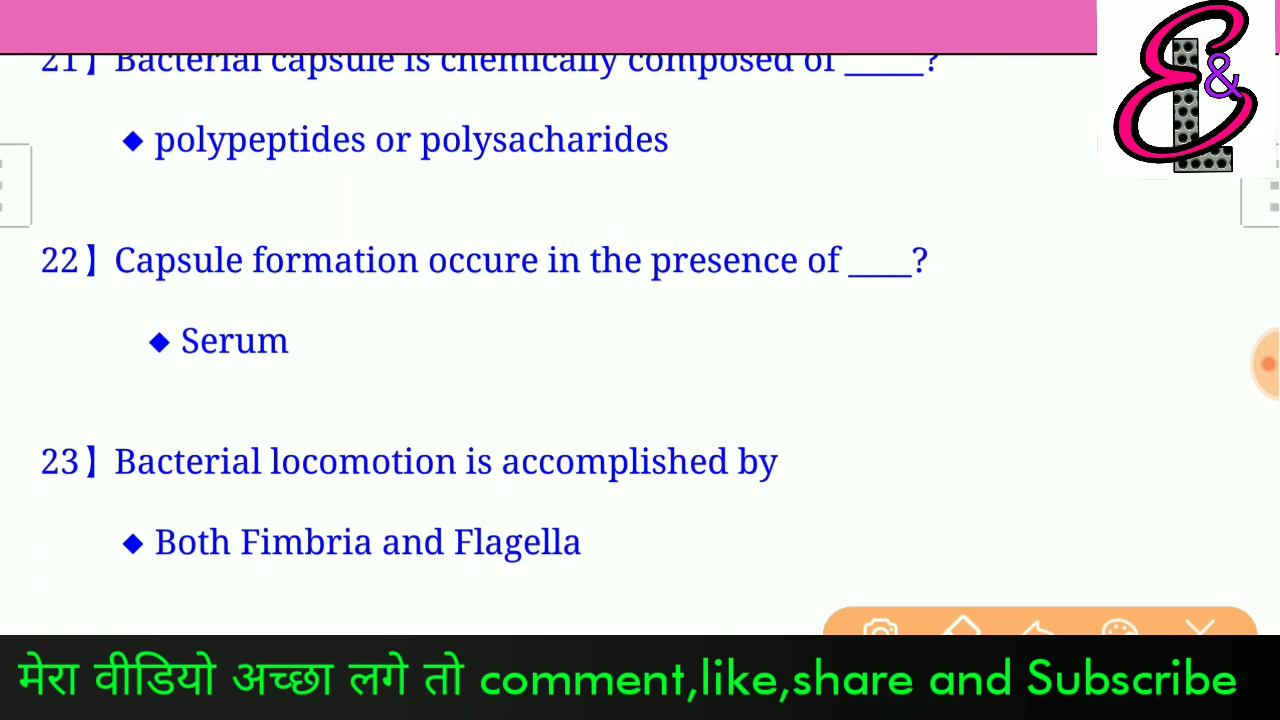 21】Bacterial capsule is chemically composed of _____?
◆ polypeptides or polysacharides
22】Capsule formation occure in the presence of ____?
◆ Serum
23】Bacterial locomotion is accomplished by
◆ Both Fimbria and Flagella
E & L
मेरा वीडियो अच्छा लगे तो comment,like,share and Subscribe